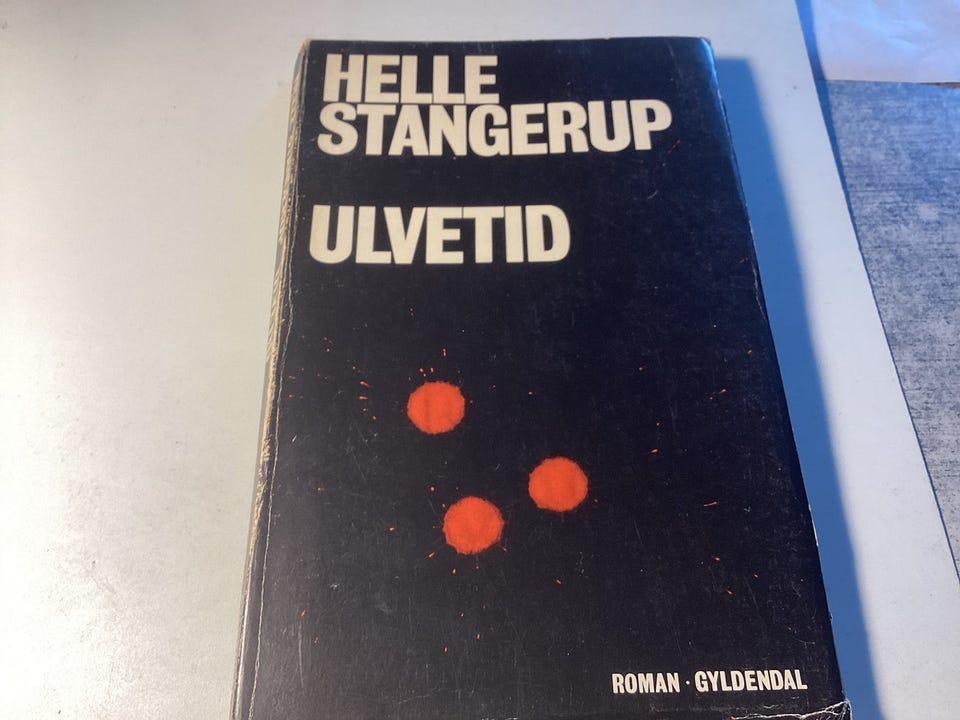 HELLE
STANGERUP
ULVETID
ROMAN · GYLDENDAL